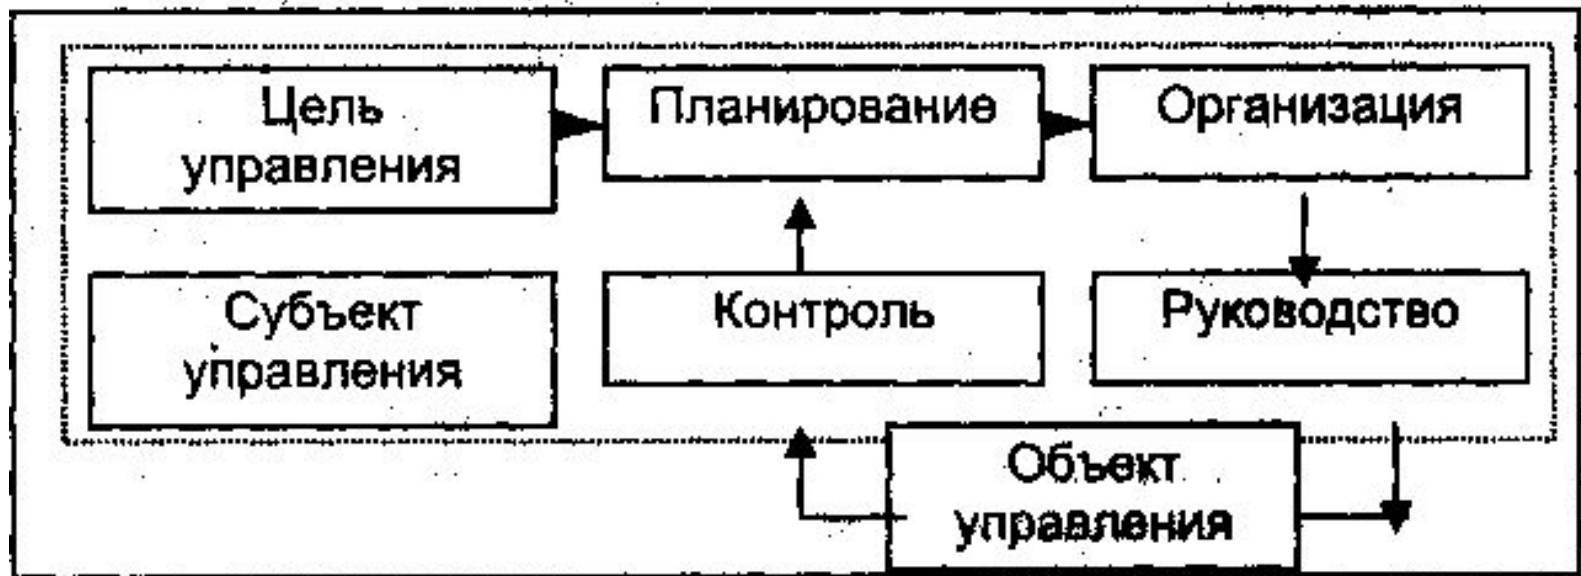 Цель
управления
Планирование
Организация
Субъект
управления
Контроль
Руководство
Объект
управления